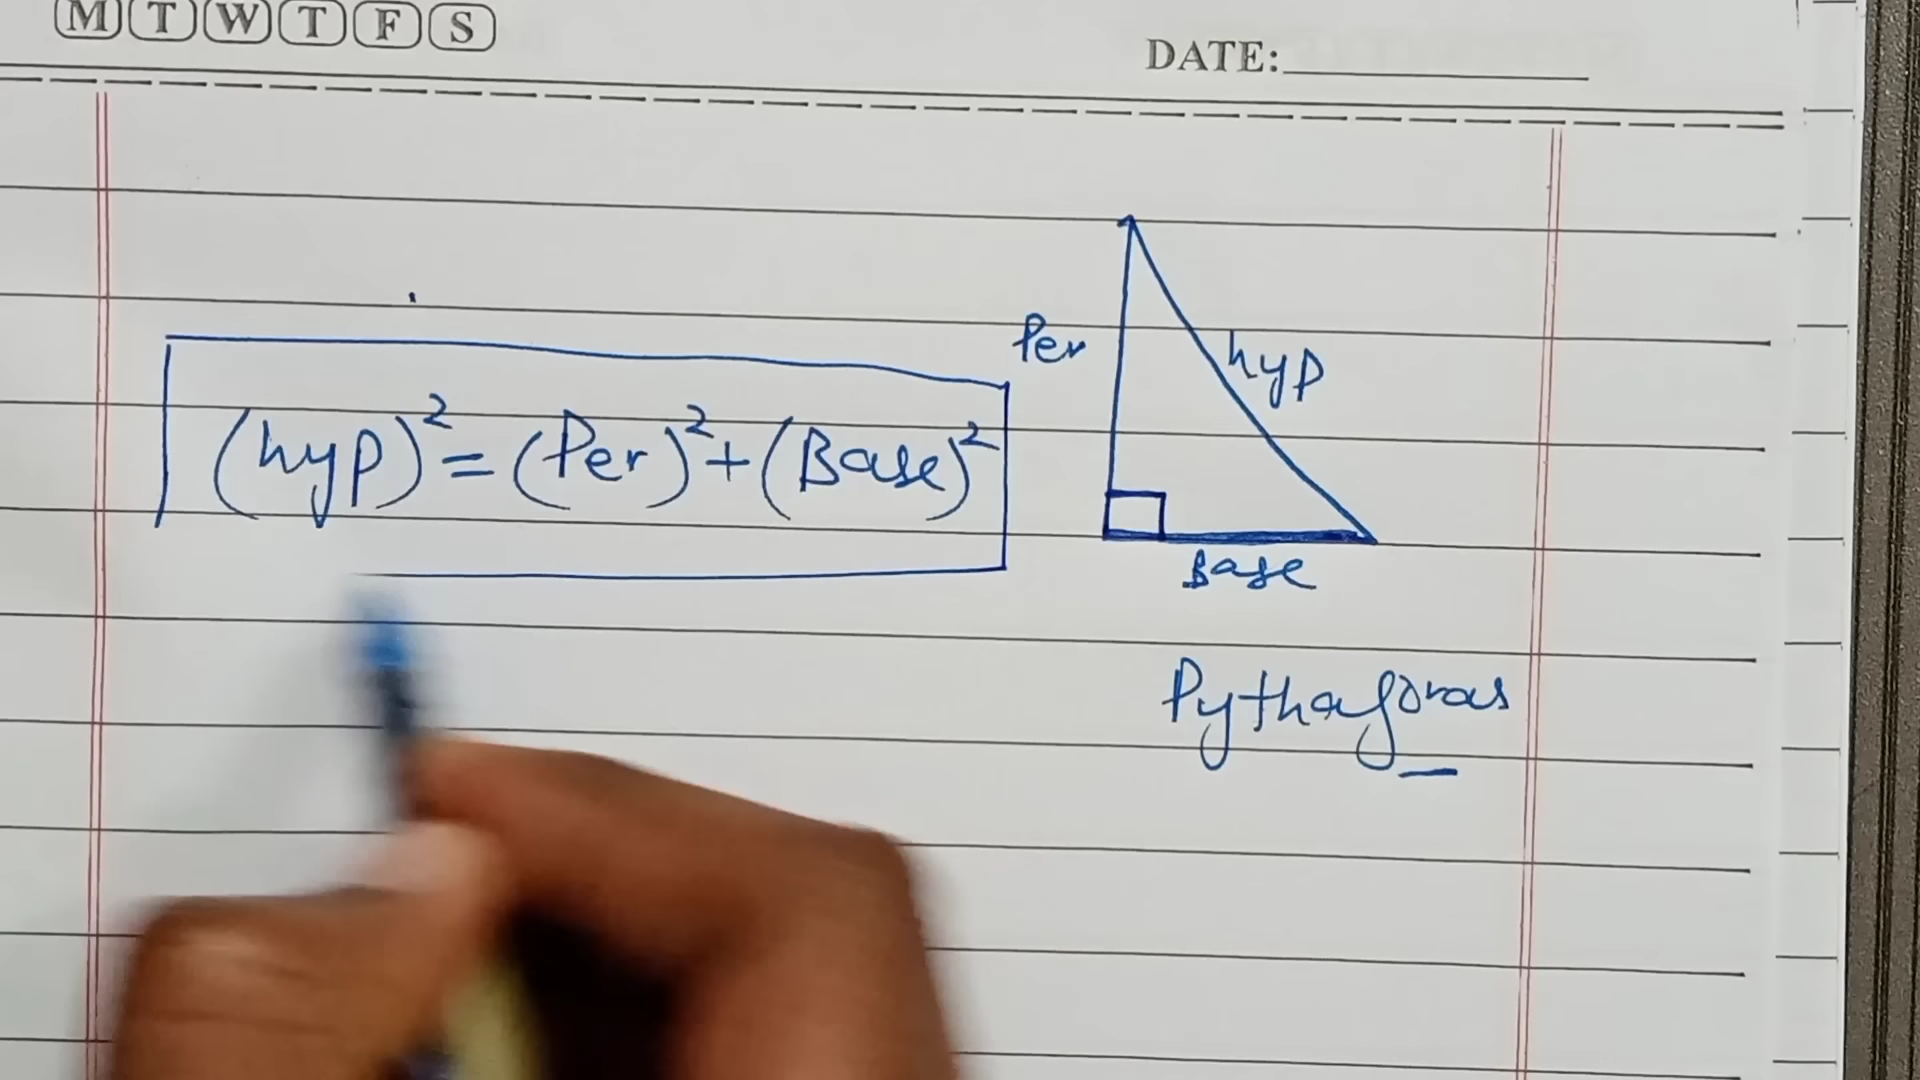 M T W T F S
DATE:
Per
hyp
(hyp)² = (Per)² + (Base)²
Base
Pythagoras